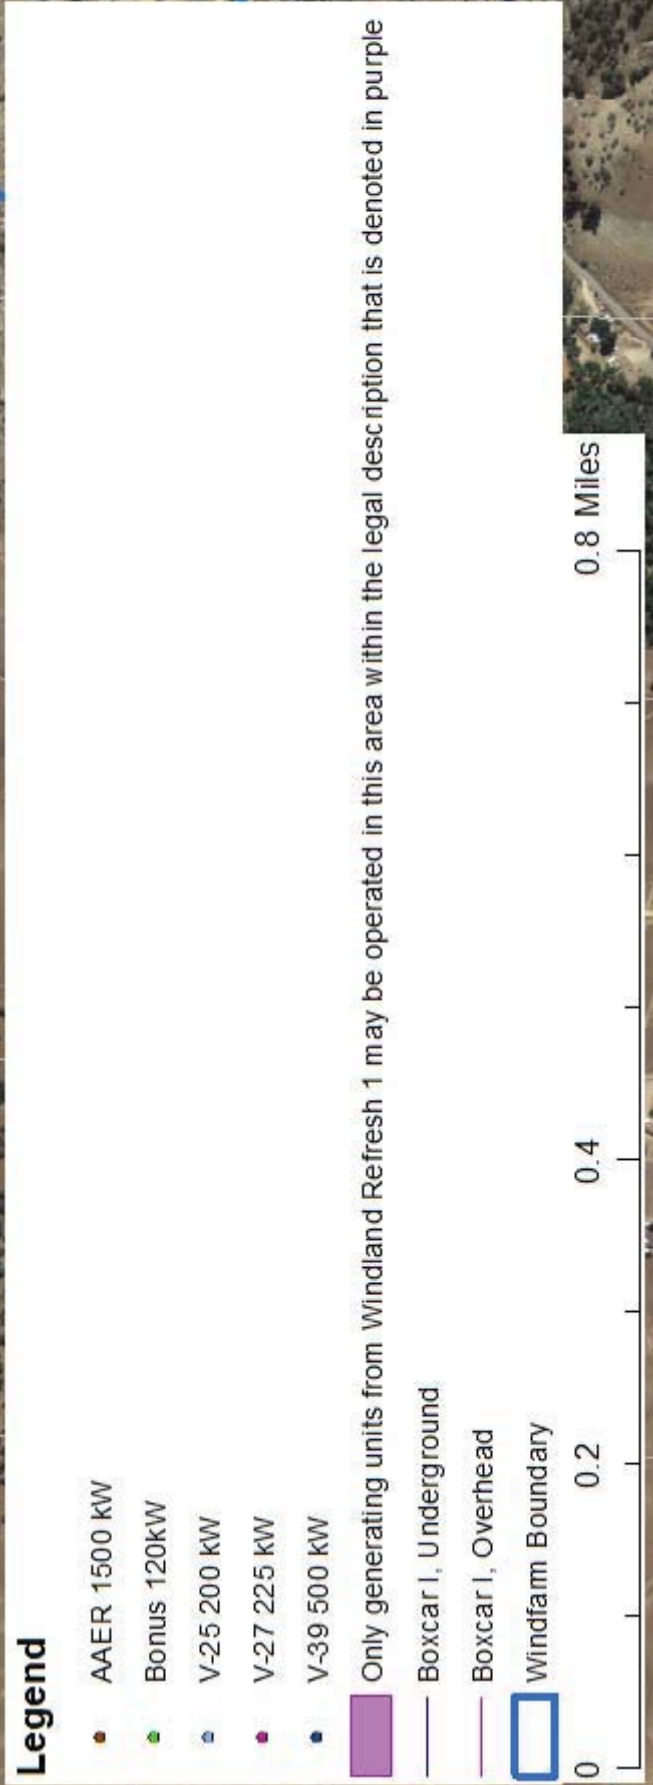 Legend
AAER 1500 kW
Bonus 120kW
V-25 200 kW
V-27 225 kW
V-39 500 kW
Only generating units from Windland Refresh 1 may be operated in this area within the legal description that is denoted in purple
Boxcar I, Underground
Boxcar I, Overhead
Windfarm Boundary
0 0.2 0.4 0.8 Miles